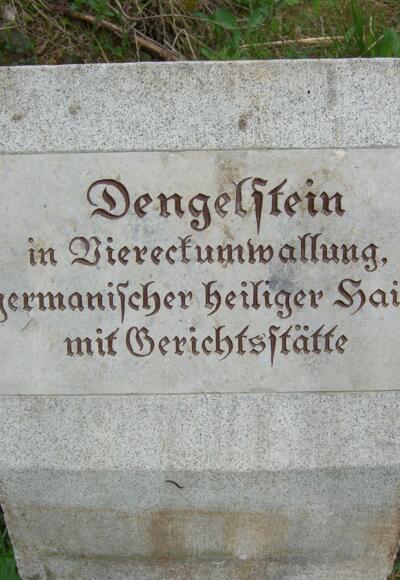 Dengelſtein
in Viereckumwallung,
germaniſcher heiliger Hai
mit Gerichtsſtätte